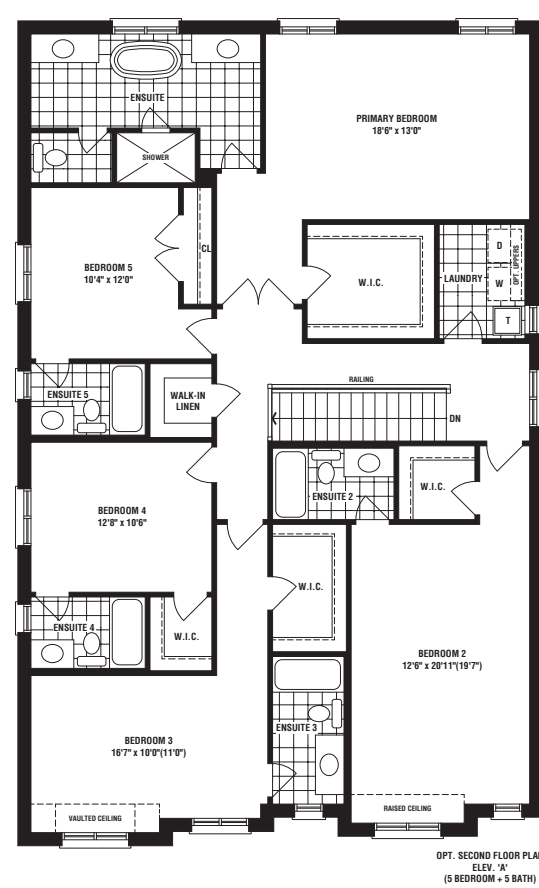 ENSUITE
PRIMARY BEDROOM
18'6" x 13'0"
SHOWER
CL
BEDROOM 5
10'4" x 12'0"
W.I.C.
LAUNDRY
D
W
OPT. UPPERS
T
RAILING
ENSUITE 5
WALK-IN
LINEN
DN
ENSUITE 2
W.I.C.
BEDROOM 4
12'8" x 10'6"
W.I.C.
ENSUITE 4
W.I.C.
BEDROOM 2
12'6" x 20'11"(19'7")
ENSUITE 3
BEDROOM 3
16'7" x 10'0"(11'0")
VAULTED CEILING
RAISED CEILING
OPT. SECOND FLOOR PLA
ELEV. 'A'
(5 BEDROOM + 5 BATH)